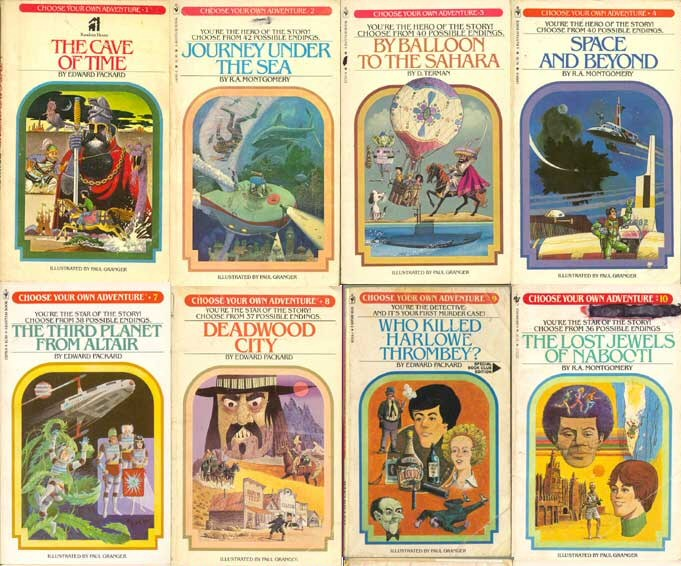 CHOOSE YOUR OWN ADVENTURE • 1
Random House
THE CAVE
OF TIME
BY EDWARD PACKARD
ILLUSTRATED BY PAUL GRANGER
CHOOSE YOUR OWN ADVENTURE • 2
YOU'RE THE HERO OF THE STORY!
CHOOSE FROM 42 POSSIBLE ENDINGS.
JOURNEY UNDER
THE SEA
BY R.A. MONTGOMERY
ILLUSTRATED BY PAUL GRANGER
CHOOSE YOUR OWN ADVENTURE • 3
YOU'RE THE HERO OF THE STORY!
CHOOSE FROM 40 POSSIBLE ENDINGS.
BY BALLOON
TO THE SAHARA
BY D. TERMAN
ILLUSTRATED BY PAUL GRANGER
CHOOSE YOUR OWN ADVENTURE • 4
YOU'RE THE HERO OF THE STORY!
CHOOSE FROM 40 POSSIBLE ENDINGS.
SPACE
AND BEYOND
BY R.A. MONTGOMERY
ILLUSTRATED BY PAUL GRANGER
CHOOSE YOUR OWN ADVENTURE • 7
YOU'RE THE STAR OF THE STORY!
CHOOSE FROM 38 POSSIBLE ENDINGS.
THE THIRD PLANET
FROM ALTAIR
BY EDWARD PACKARD
ILLUSTRATED BY PAUL GRANGER
CHOOSE YOUR OWN ADVENTURE • 8
YOU'RE THE STAR OF THE STORY!
CHOOSE FROM 37 POSSIBLE ENDINGS.
DEADWOOD
CITY
BY EDWARD PACKARD
ILLUSTRATED BY PAUL GRANGER
CHOOSE YOUR OWN ADVENTURE • 9
YOU'RE THE DETECTIVE
AND IT'S YOUR FIRST MURDER CASE!
WHO KILLED
HARLOWE
THROMBEY?
BY EDWARD PACKARD
SPECIAL
BOOK CLUB
EDITION
ILLUSTRATED BY PAUL GRANGER
CHOOSE YOUR OWN ADVENTURE • 10
YOU'RE THE STAR OF THE STORY!
CHOOSE FROM 36 POSSIBLE ENDINGS.
THE LOST JEWELS
OF NABOOTI
BY R.A. MONTGOMERY
ILLUSTRATED BY PAUL GRANGER